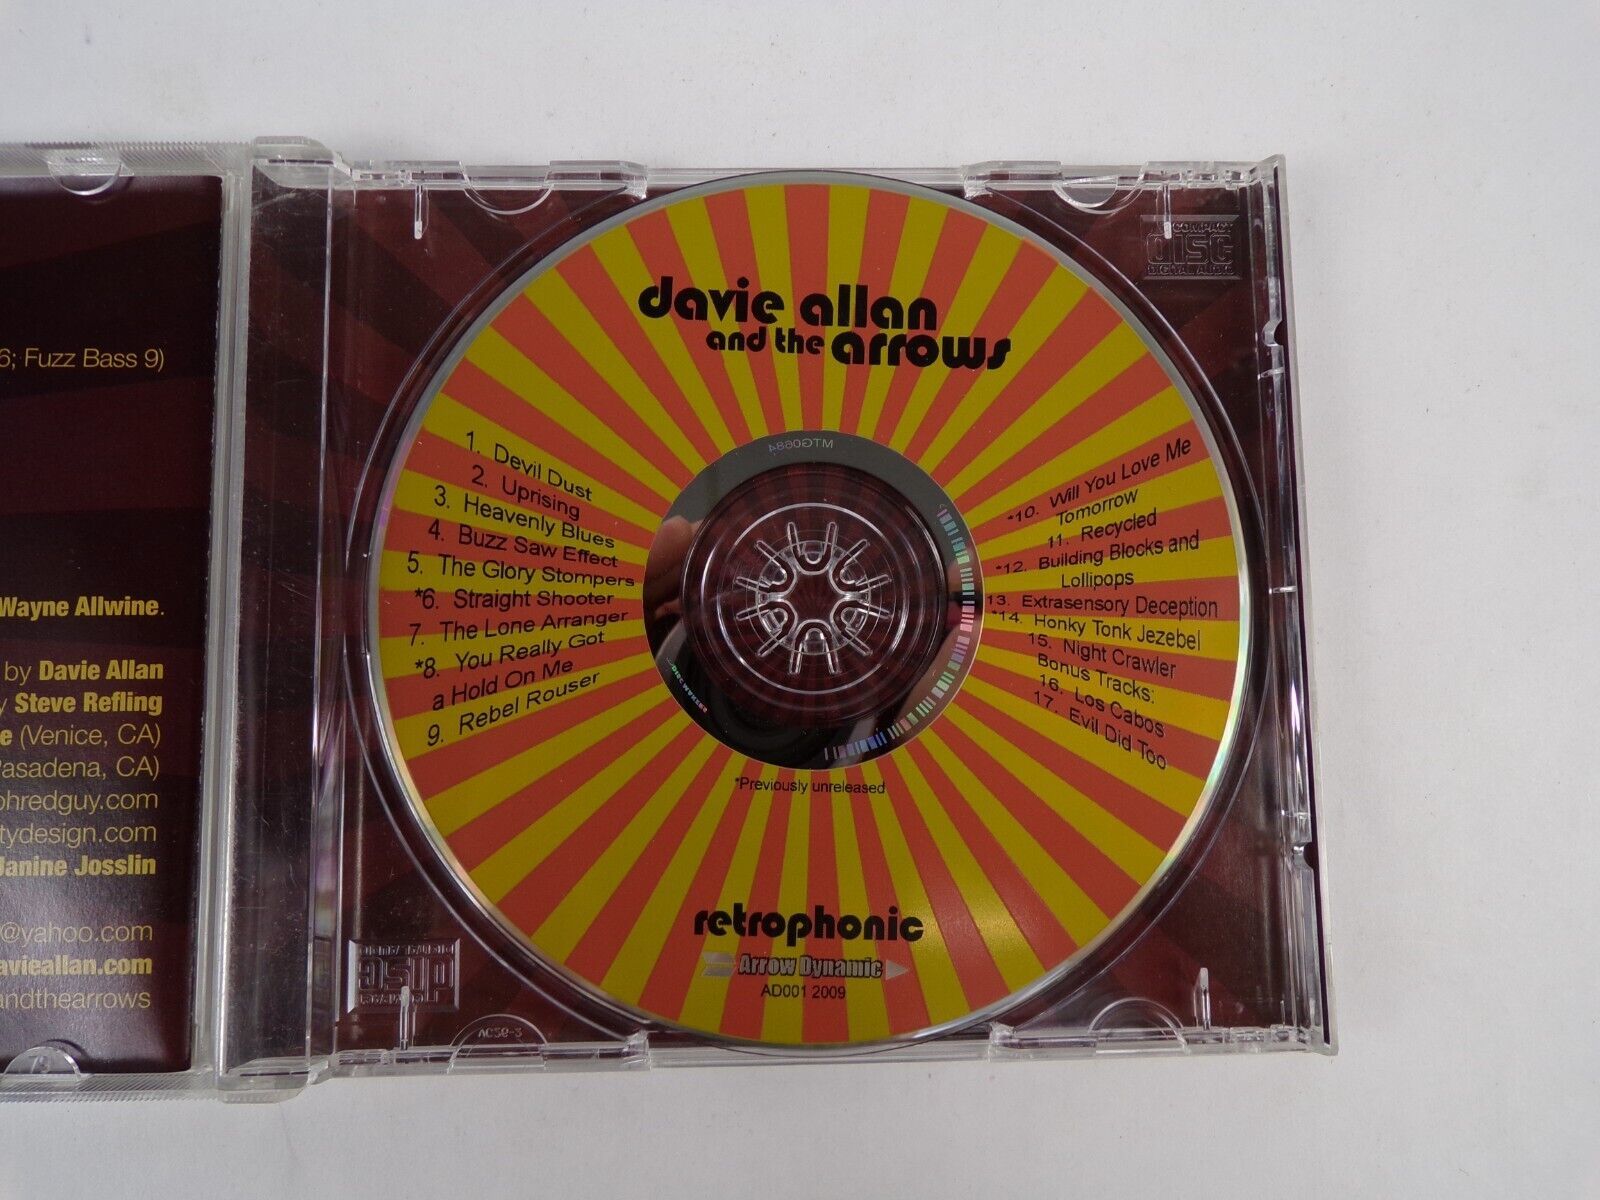 6; Fuzz Bass 9)
Wayne Allwine.
by Davie Allan
Steve Refling
(Venice, CA)
Pasadena, CA)
phredguy.com
tydesign.com
Janine Josslin
@yahoo.com
avieallan.com
andthearrows
COMPACT
DISC
DIGITAL AUDIO
davie allan
and the arrows
MTG0684
1. Devil Dust
2. Uprising
3. Heavenly Blues
4. Buzz Saw Effect
5. The Glory Stompers
*6. Straight Shooter
7. The Lone Arranger
*8. You Really Got
a Hold On Me
9. Rebel Rouser
*10. Will You Love Me
Tomorrow
11. Recycled
*12. Building Blocks and
Lollipops
13. Extrasensory Deception
*14. Honky Tonk Jezebel
15. Night Crawler
Bonus Tracks:
16. Los Cabos
17. Evil Did Too
*Previously unreleased
retrophonic
Arrow Dynamic
AD001 2009
COMPACT
DISC
DIGITAL AUDIO